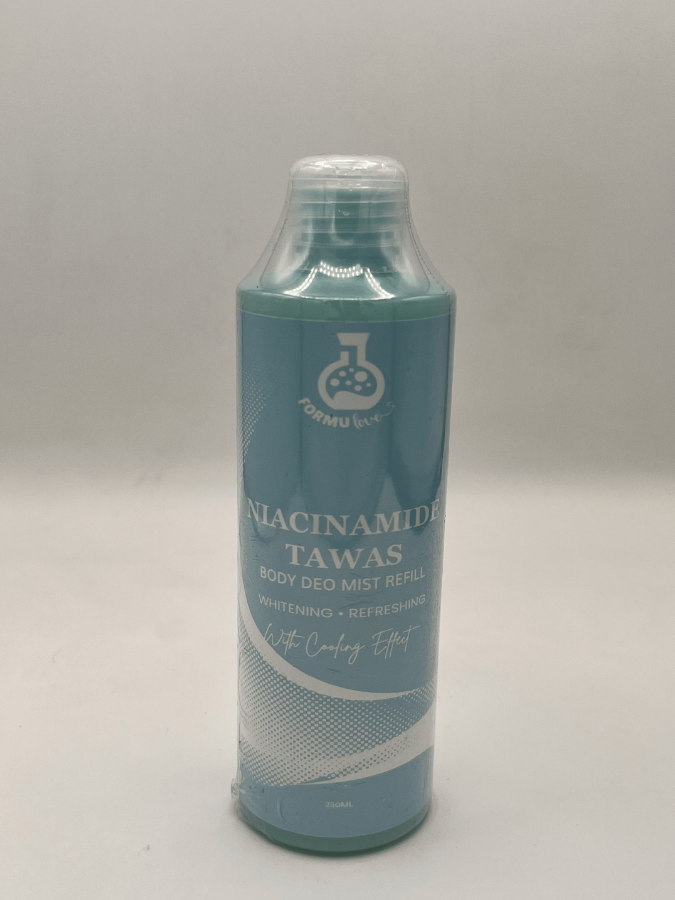 FORMU love
NIACINAMIDE
TAWAS
BODY DEO MIST REFILL
WHITENING • REFRESHING
With Cooling Effect
250ML